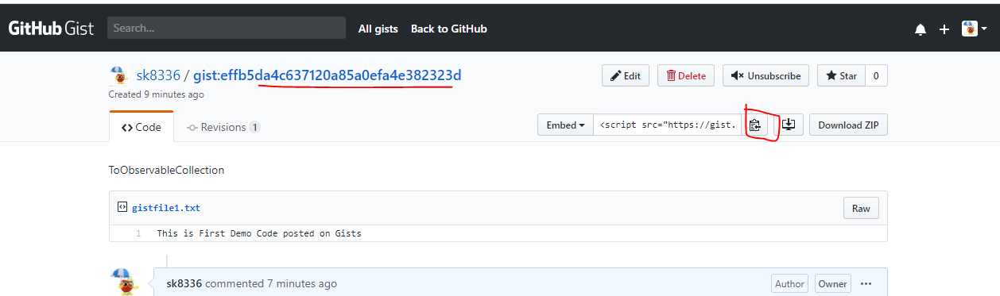 GitHub Gist Search... All gists Back to GitHub
sk8336 / gist:effb5da4c637120a85a0efa4e382323d Edit Delete Unsubscribe Star 0
Created 9 minutes ago
Code Revisions 1 Embed <script src="https://gist. Download ZIP
ToObservableCollection
gistfile1.txt Raw
1 This is First Demo Code posted on Gists
sk8336 commented 7 minutes ago Author Owner ...